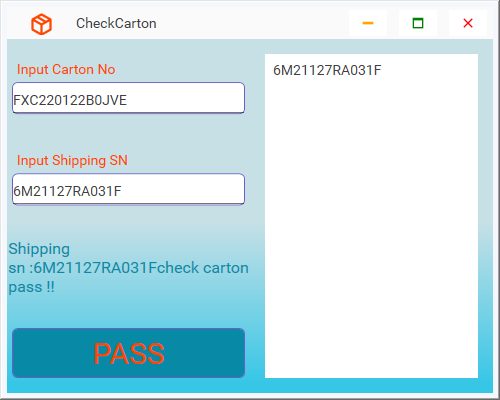 CheckCarton
Input Carton No
FXC220122B0JVE
Input Shipping SN
6M21127RA031F
Shipping
sn :6M21127RA031Fcheck carton
pass !!
PASS
6M21127RA031F